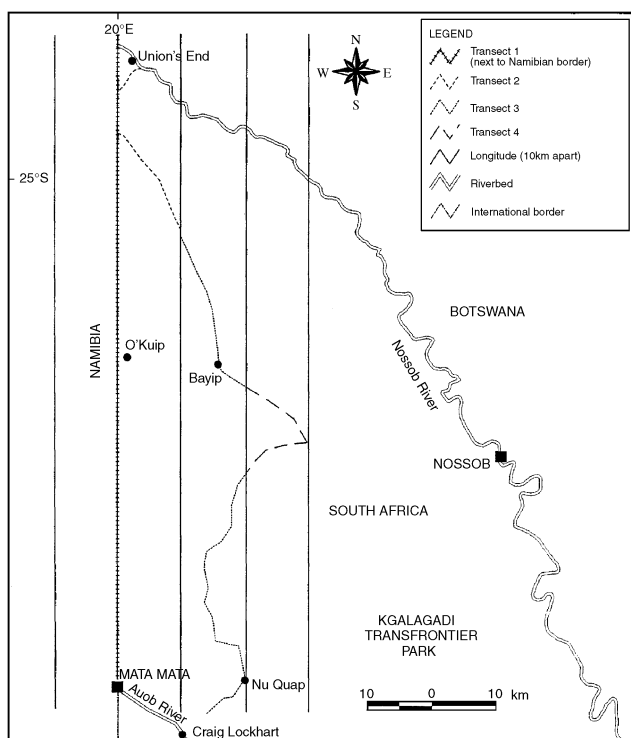 20°E
Union's End
N
W E
S
LEGEND
Transect 1
(next to Namibian border)
Transect 2
Transect 3
Transect 4
Longitude (10km apart)
Riverbed
International border
25°S
NAMIBIA
O'Kuip
Bayip
BOTSWANA
Nossob River
NOSSOB
SOUTH AFRICA
KGALAGADI
TRANSFRONTIER
PARK
MATA MATA
Auob River
Nu Quap
Craig Lockhart
10 0 10 km